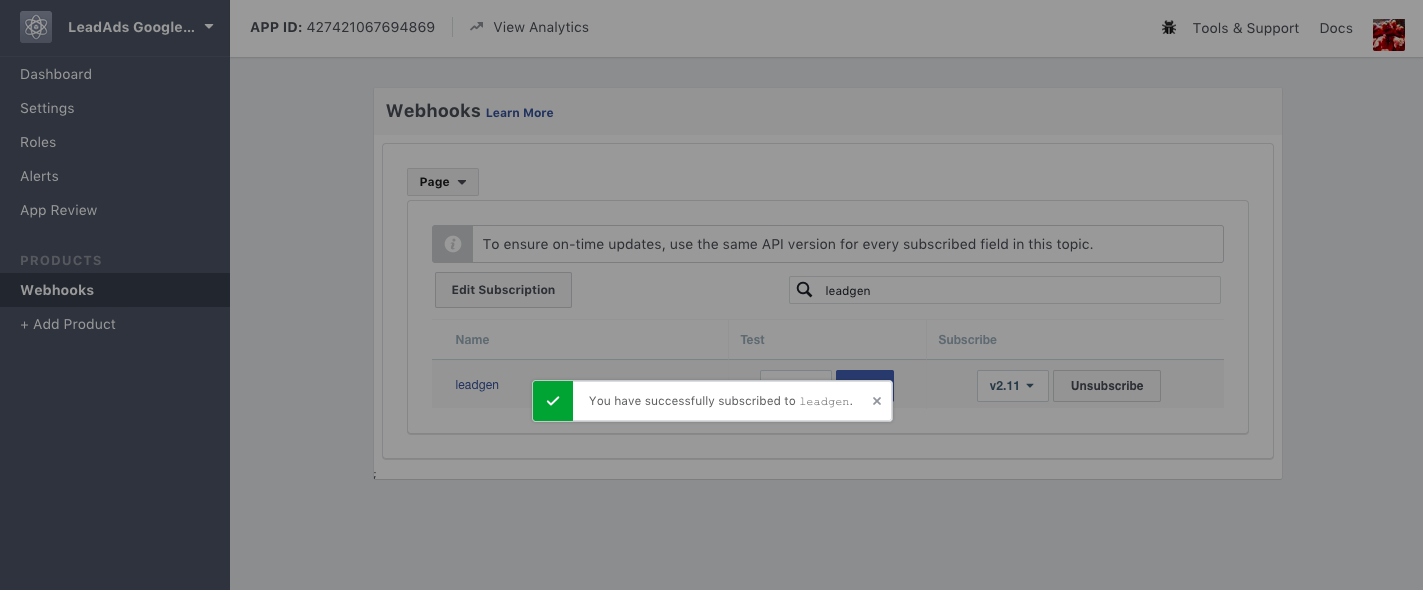 LeadAds Google...
APP ID: 427421067694869
View Analytics
Tools & Support
Docs
Dashboard
Settings
Roles
Alerts
App Review
PRODUCTS
Webhooks
+ Add Product
Webhooks Learn More
Page
To ensure on-time updates, use the same API version for every subscribed field in this topic.
Edit Subscription
leadgen
Name
Test
Subscribe
leadgen
v2.11
Unsubscribe
You have successfully subscribed to leadgen.
;